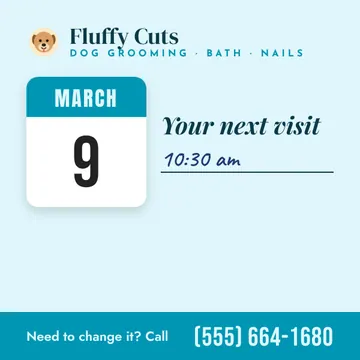 Fluffy Cuts
DOG GROOMING · BATH · NAILS
MARCH
9
Your next visit
10:30 am
Need to change it? Call (555) 664-1680